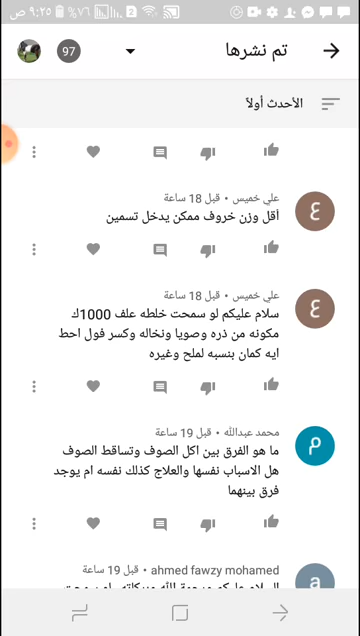 ٩:٢٥ ص
٧٦%
تم نشرها
97
الأحدث أولاً
علي خميس • قبل 18 ساعة
أقل وزن خروف ممكن يدخل تسمين
علي خميس • قبل 18 ساعة
سلام عليكم لو سمحت خلطه علف 1000ك
مكونه من ذره وصويا ونخاله وكسر فول احط
ايه كمان بنسبه لملح وغيره
محمد عبدالله • قبل 19 ساعة
ما هو الفرق بين اكل الصوف وتساقط الصوف
هل الاسباب نفسها والعلاج كذلك نفسه ام يوجد
فرق بينهما
ahmed fawzy mohamed • قبل 19 ساعة